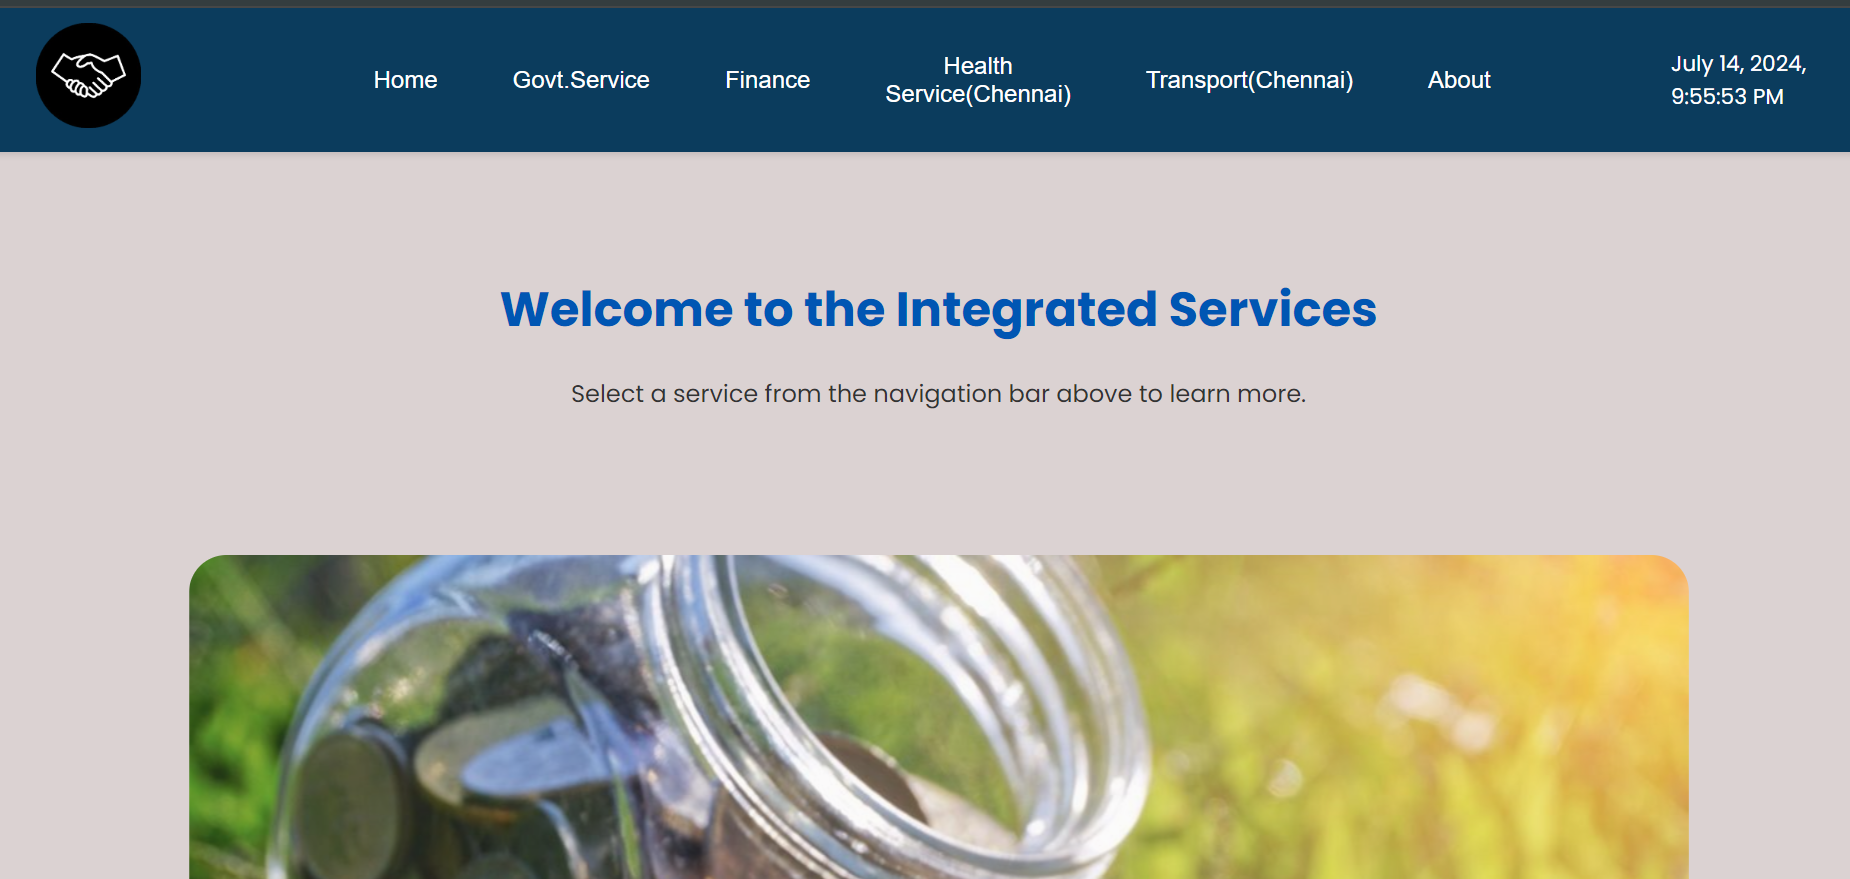 Home
Govt.Service
Finance
Health
Service(Chennai)
Transport(Chennai)
About
July 14, 2024,
9:55:53 PM
Welcome to the Integrated Services
Select a service from the navigation bar above to learn more.